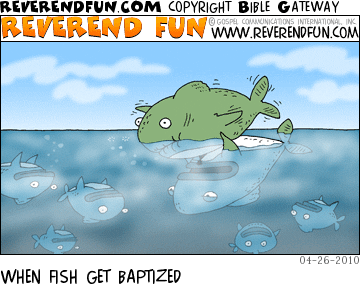 REVERENDFUN.COM COPYRIGHT BIBLE GATEWAY
REVEREND FUN © GOSPEL COMMUNICATIONS INTERNATIONAL, INC.
WWW.REVERENDFUN.COM
04-26-2010
WHEN FISH GET BAPTIZED